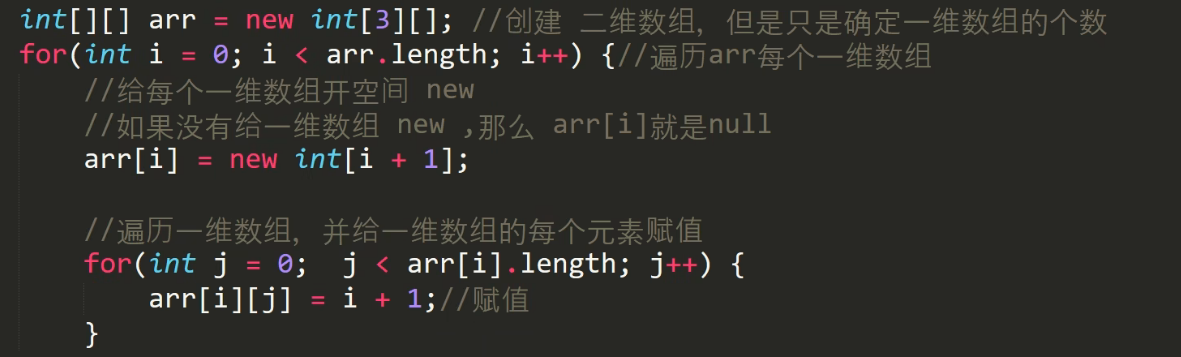 int[][] arr = new int[3][]; //创建 二维数组，但是只是确定一维数组的个数
for(int i = 0; i < arr.length; i++) {//遍历arr每个一维数组
    //给每个一维数组开空间 new
    //如果没有给一维数组 new ,那么 arr[i]就是null
    arr[i] = new int[i + 1];

    //遍历一维数组，并给一维数组的每个元素赋值
    for(int j = 0;  j < arr[i].length; j++) {
        arr[i][j] = i + 1;//赋值
    }